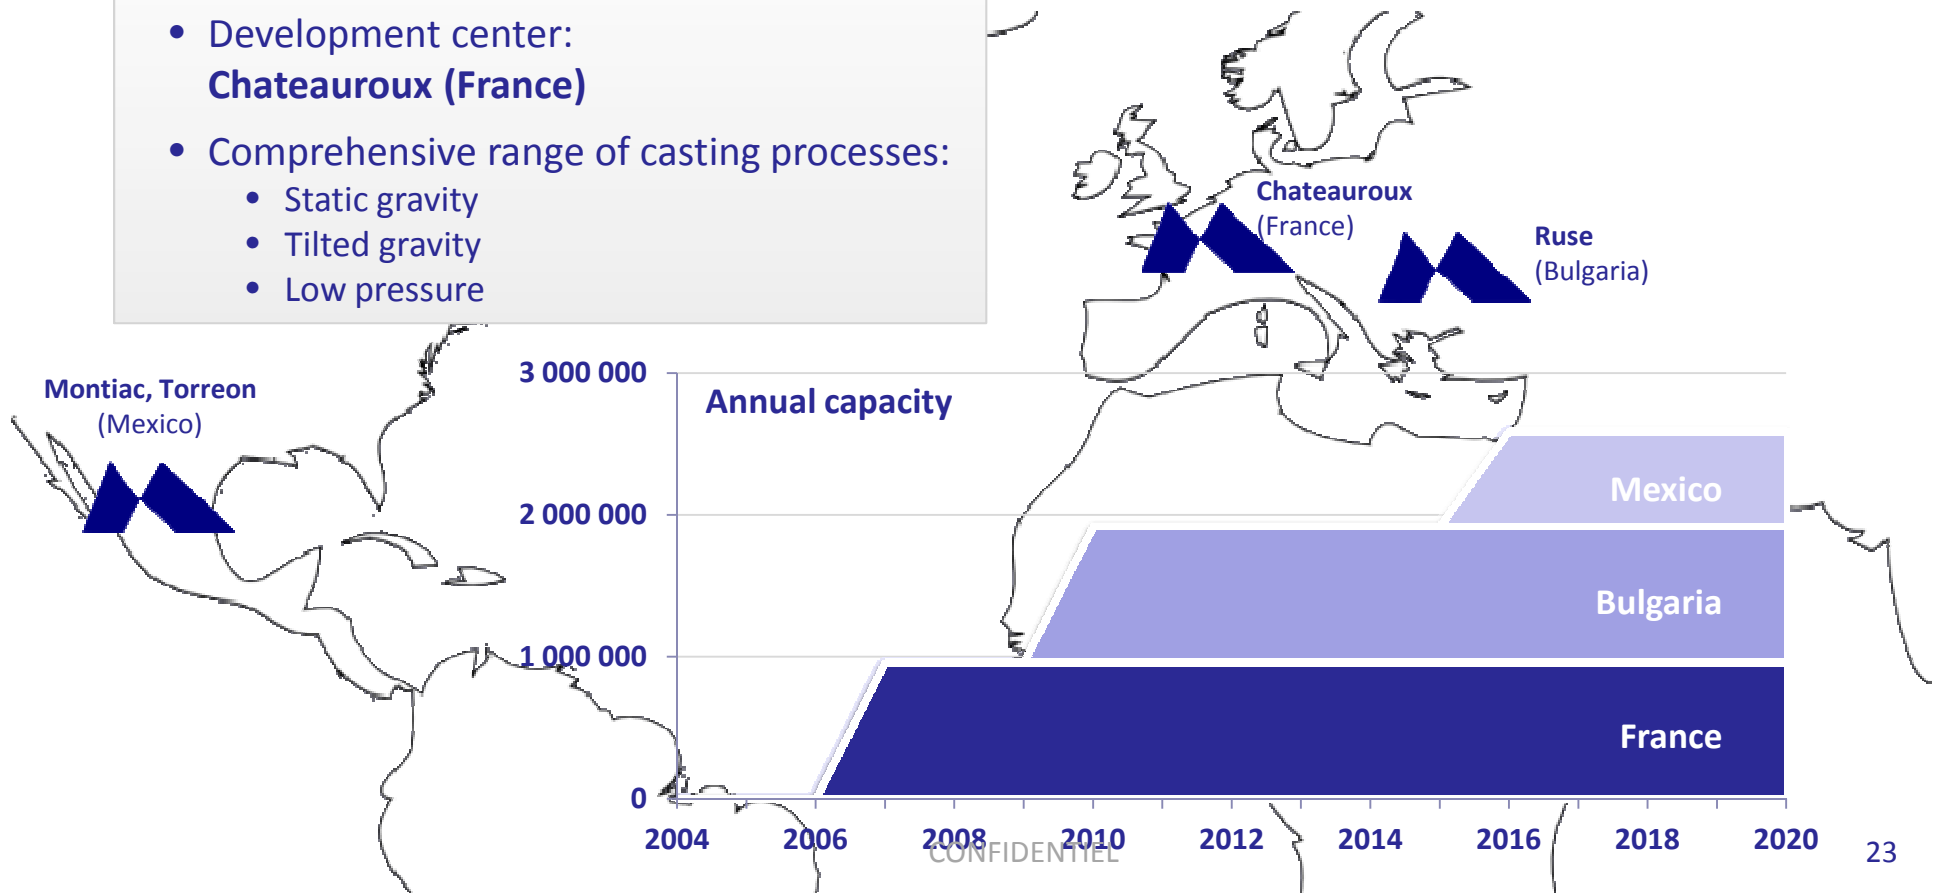 • Development center:
Chateauroux (France)
• Comprehensive range of casting processes:
• Static gravity
• Tilted gravity
• Low pressure
Chateauroux
(France)
Ruse
(Bulgaria)
Montiac, Torreon
(Mexico)
Annual capacity
3 000 000
2 000 000
1 000 000
0
Mexico
Bulgaria
France
2004 2006 2008 2010 2012 2014 2016 2018 2020
CONFIDENTIEL
23